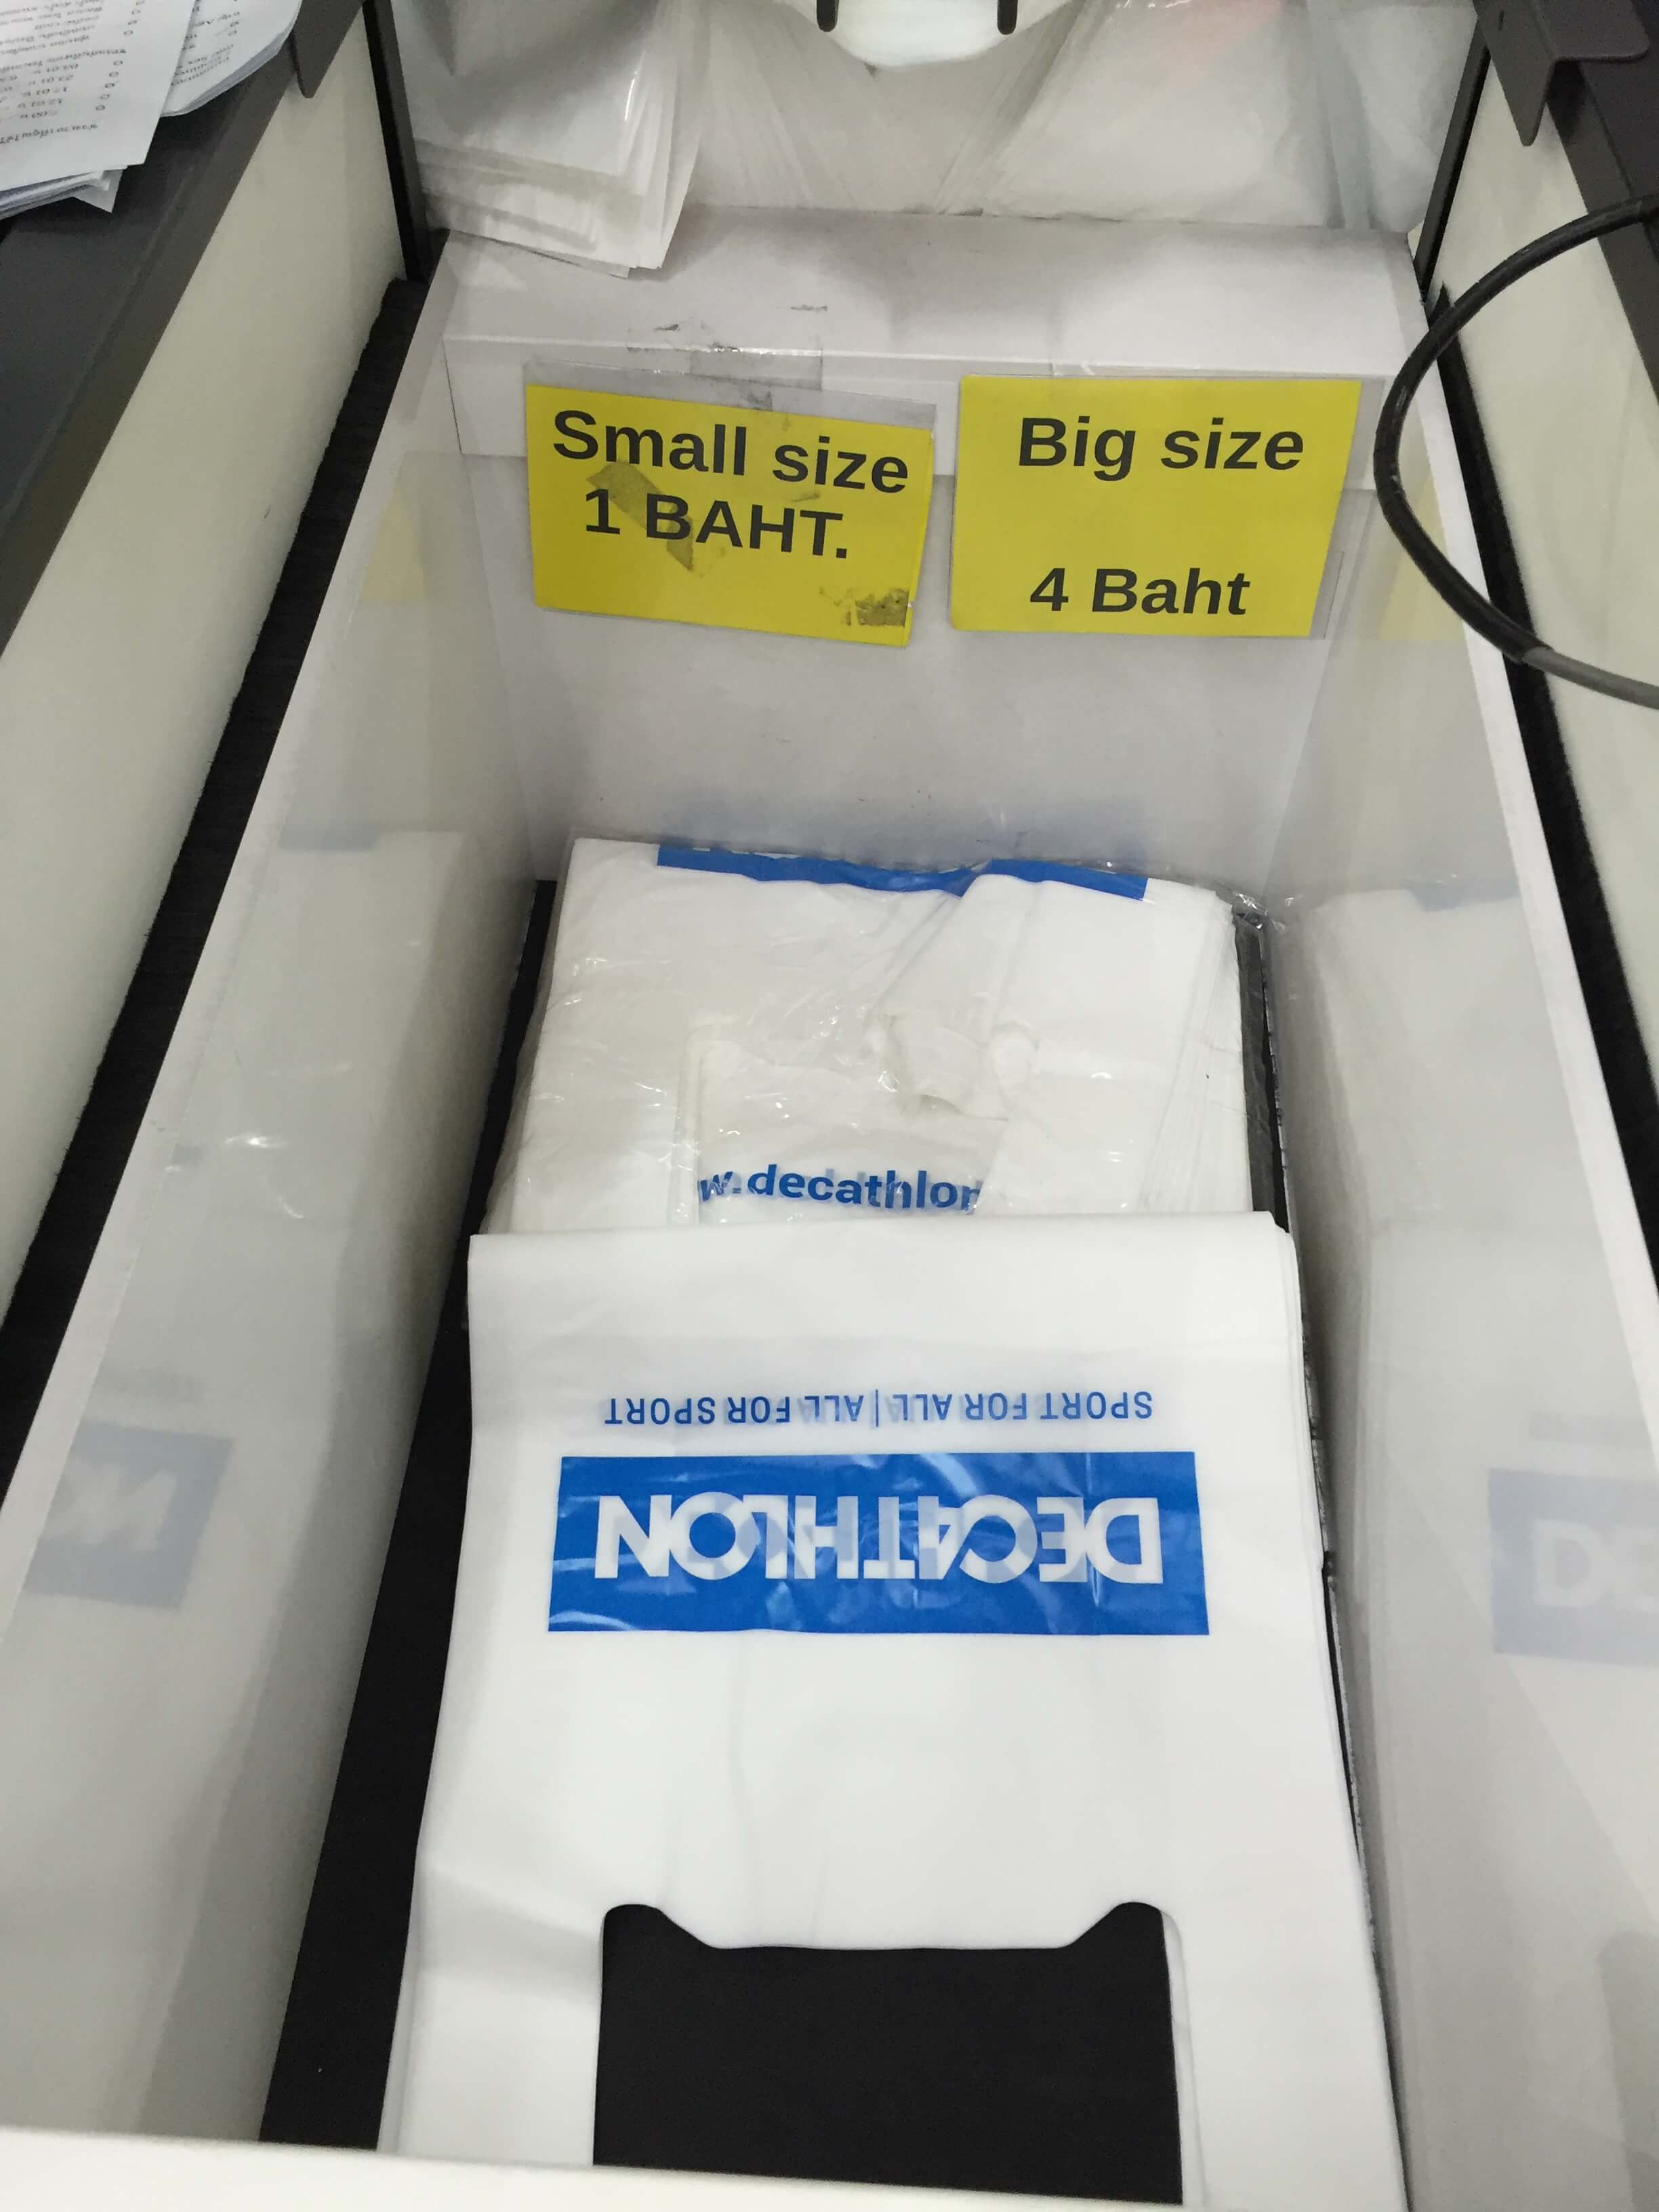 Small size
1 BAHT.
Big size
4 Baht
w.decathlon
SPORT FOR ALL | ALL FOR SPORT
DECATHLON